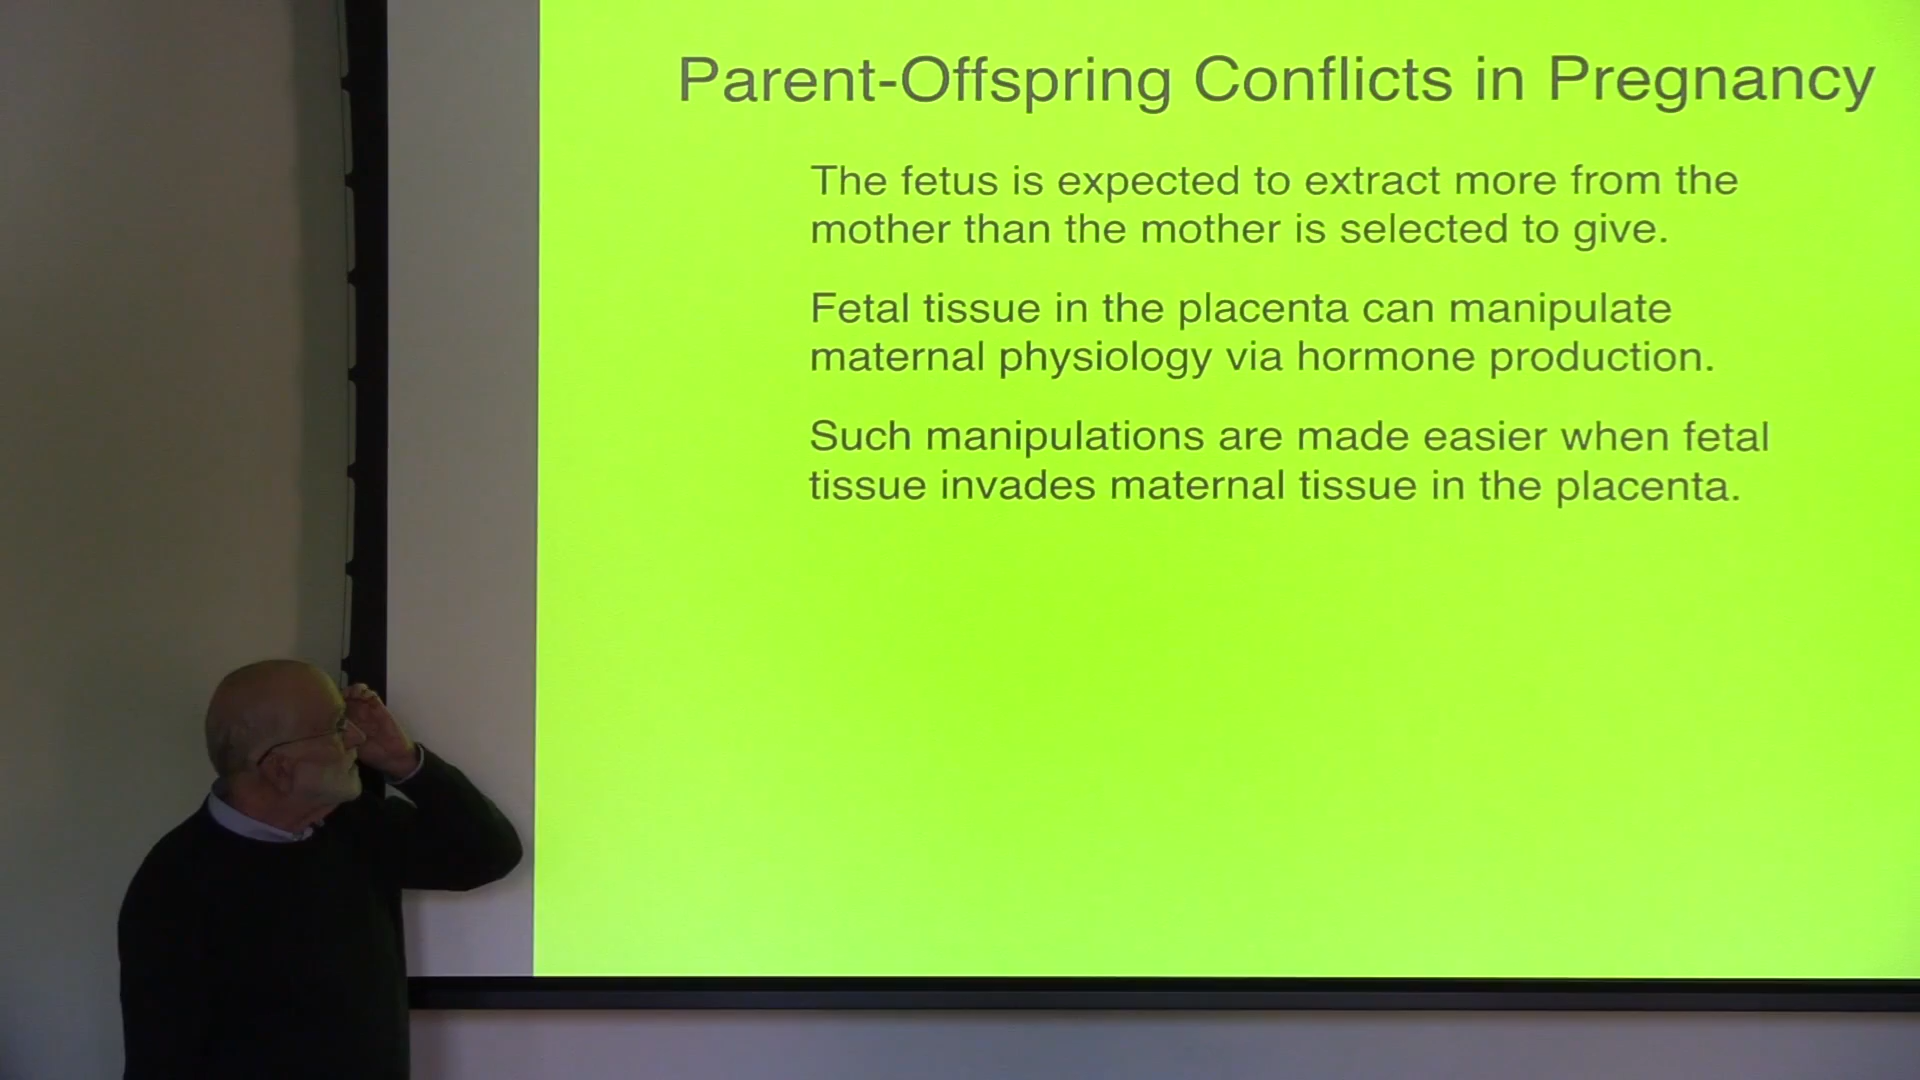 Parent-Offspring Conflicts in Pregnancy
The fetus is expected to extract more from the
mother than the mother is selected to give.
Fetal tissue in the placenta can manipulate
maternal physiology via hormone production.
Such manipulations are made easier when fetal
tissue invades maternal tissue in the placenta.